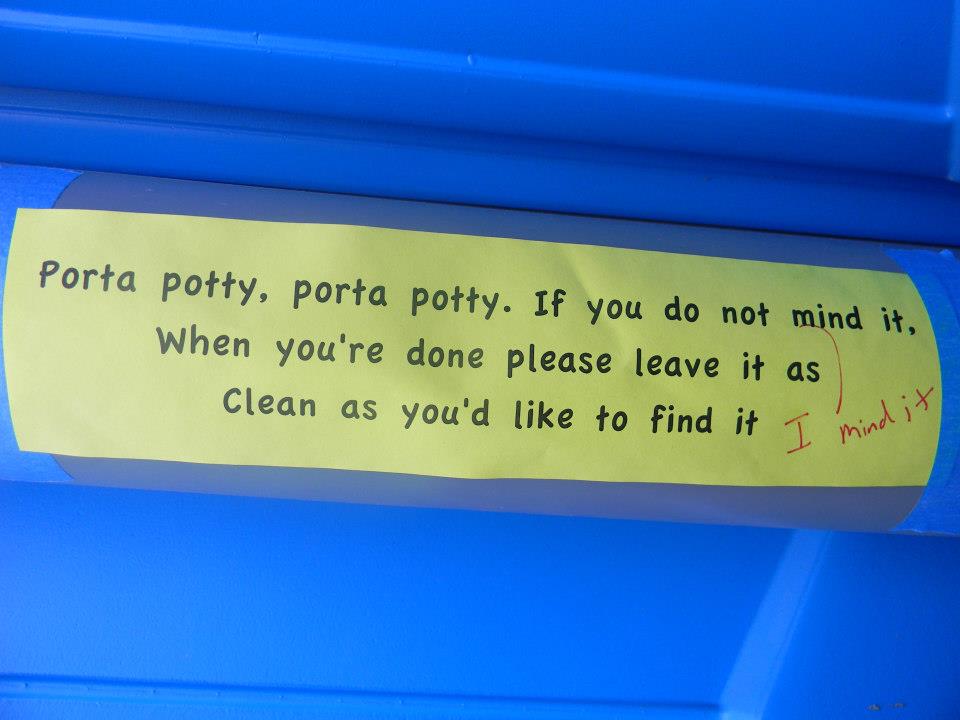 Porta potty, porta potty. If you do not mind it,
When you're done please leave it as
Clean as you'd like to find it
I mind it